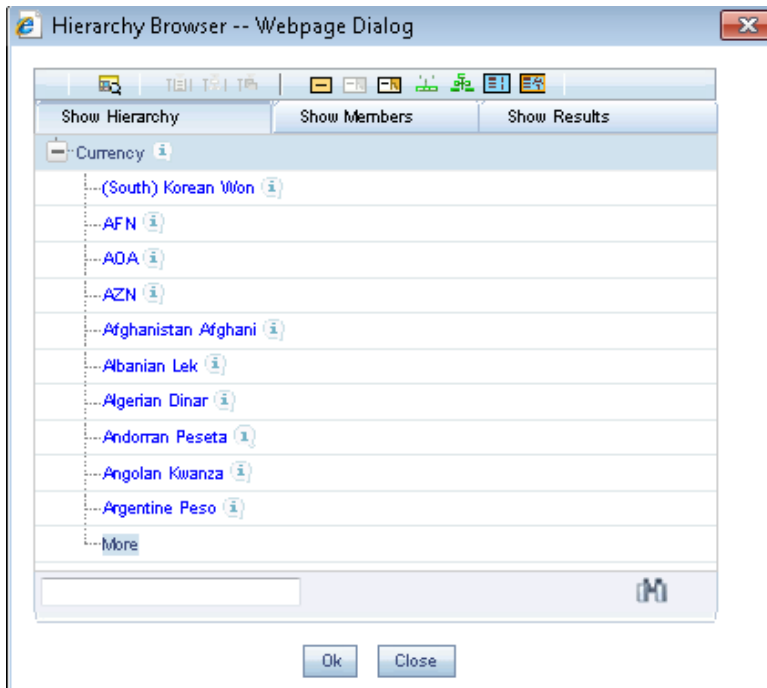 Hierarchy Browser -- Webpage Dialog
Show Hierarchy Show Members Show Results
Currency
(South) Korean Won
AFN
AOA
AZN
Afghanistan Afghani
Albanian Lek
Algerian Dinar
Andorran Peseta
Angolan Kwanza
Argentine Peso
More
Ok Close